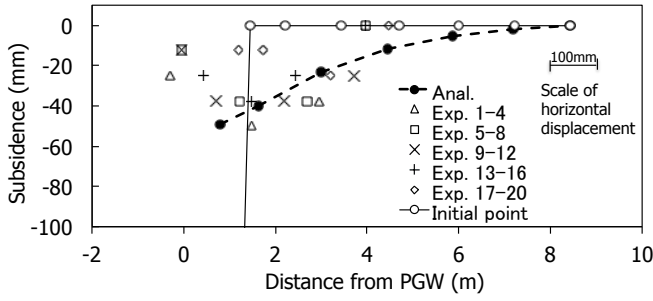 20
0
-20
-40
-60
-80
-100
Subsidence (mm)
100mm
Scale of
horizontal
displacement
Anal.
Exp. 1-4
Exp. 5-8
Exp. 9-12
Exp. 13-16
Exp. 17-20
Initial point
-2 0 2 4 6 8 10
Distance from PGW (m)